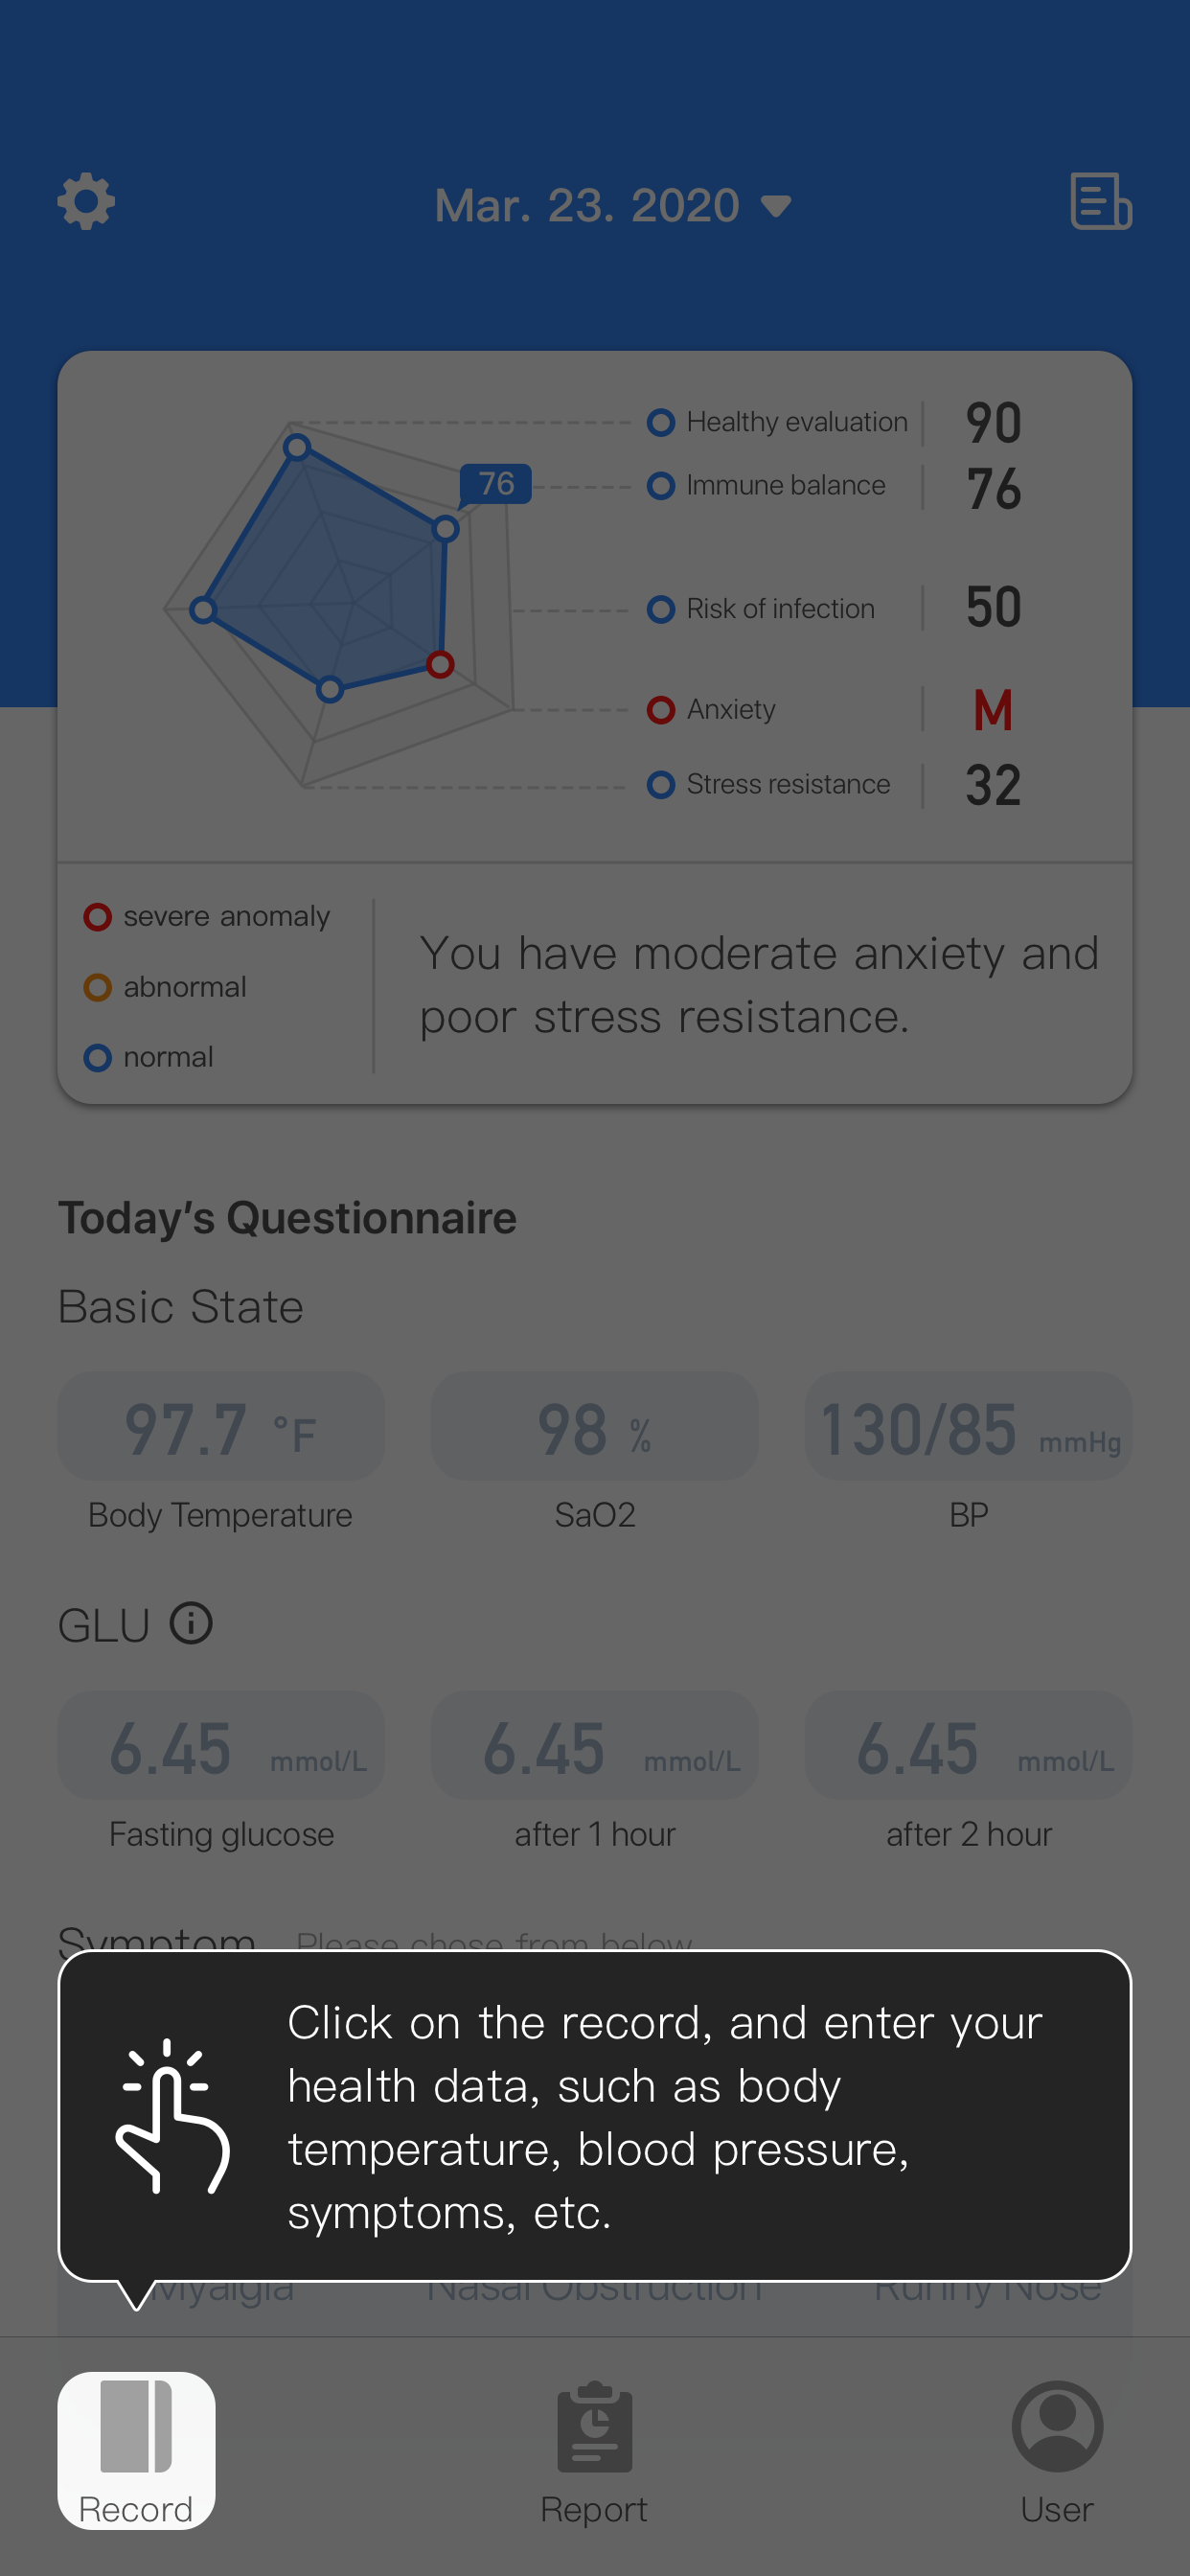 Mar. 23. 2020
Healthy evaluation 90
76
Immune balance 76
Risk of infection 50
Anxiety M
Stress resistance 32
severe anomaly
abnormal
normal
You have moderate anxiety and
poor stress resistance.
Today's Questionnaire
Basic State
97.7 °F 98 % 130/85 mmHg
Body Temperature SaO2 BP
GLU
6.45 mmol/L 6.45 mmol/L 6.45 mmol/L
Fasting glucose after 1 hour after 2 hour
Symptom Please chose from below
Click on the record, and enter your
health data, such as body
temperature, blood pressure,
symptoms, etc.
Myalgia Nasal Obstruction Runny Nose
Record Report User